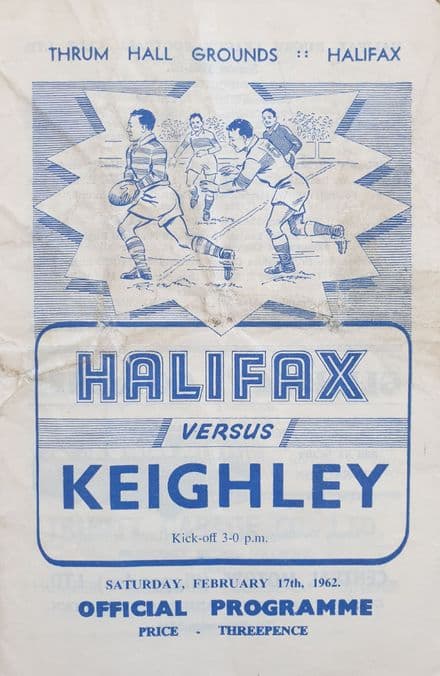 THRUM HALL GROUNDS :: HALIFAX
HALIFAX
VERSUS
KEIGHLEY
Kick-off 3-0 p.m.
SATURDAY, FEBRUARY 17th, 1962.
OFFICIAL PROGRAMME
PRICE - THREEPENCE